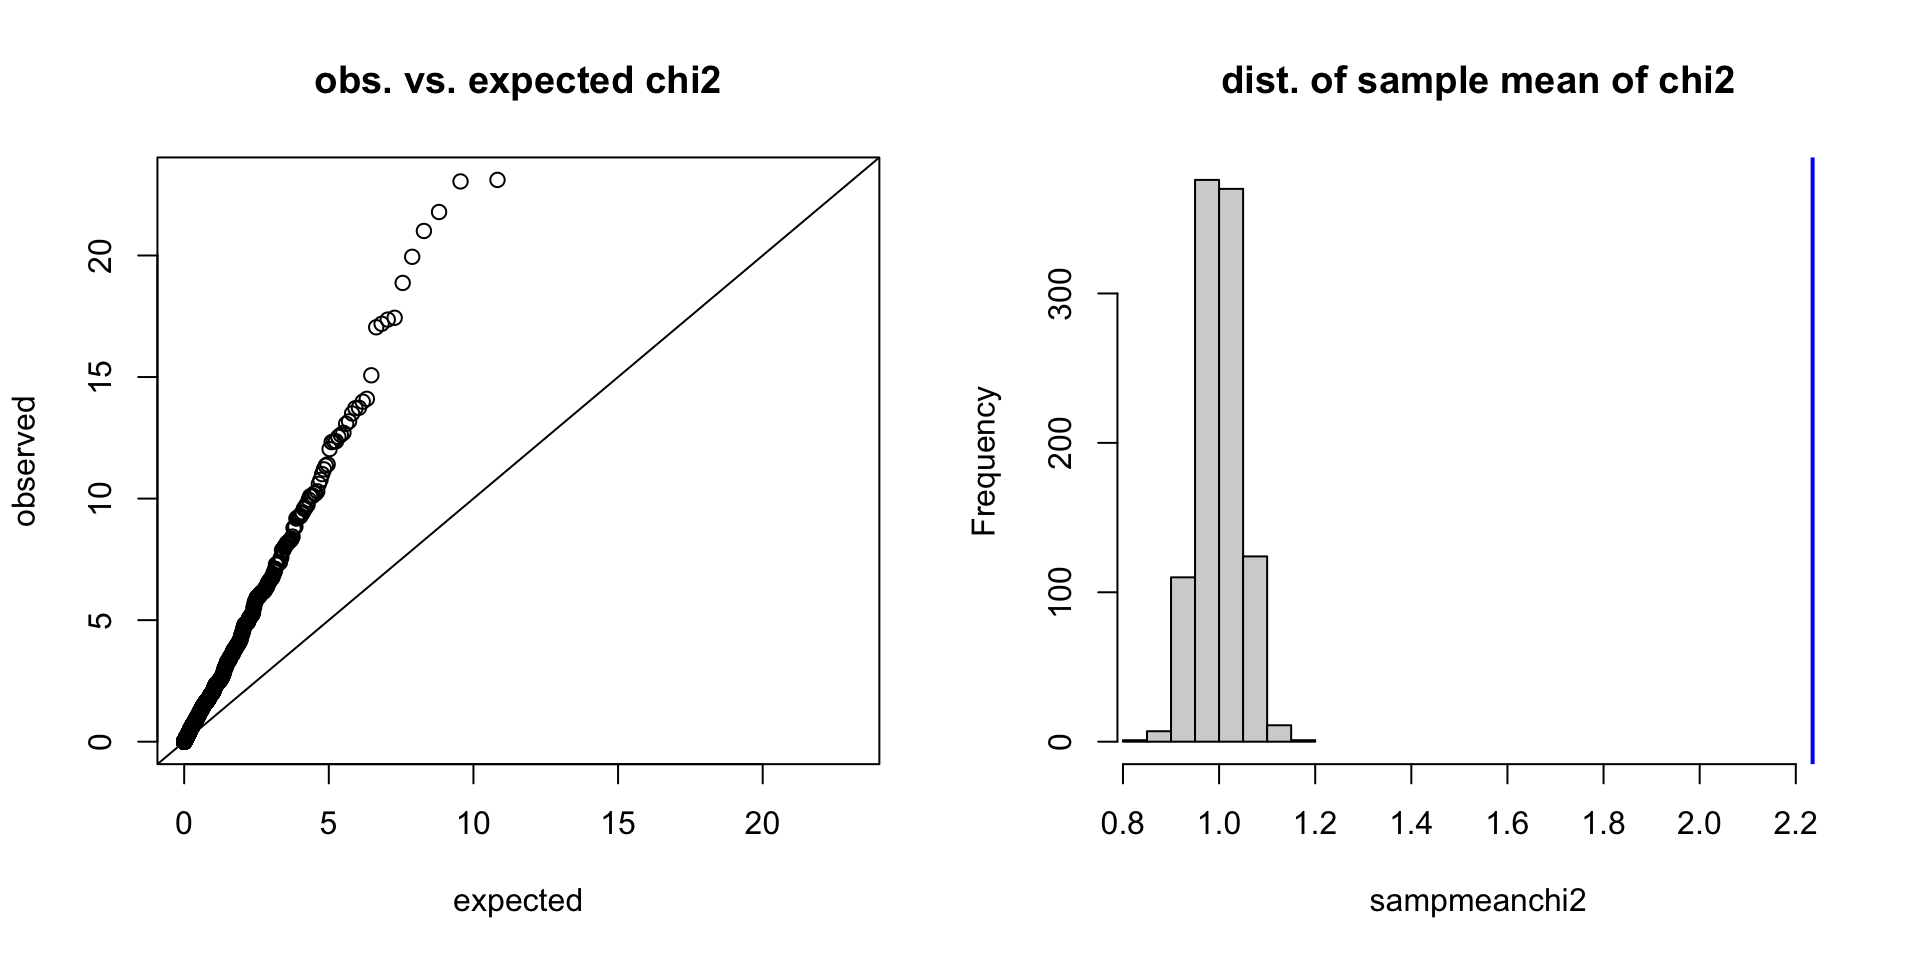 obs. vs. expected chi2
observed
0
5
10
15
20
0 5 10 15 20
expected
dist. of sample mean of chi2
Frequency
0
100
200
300
0.8 1.0 1.2 1.4 1.6 1.8 2.0 2.2
sampmeanchi2